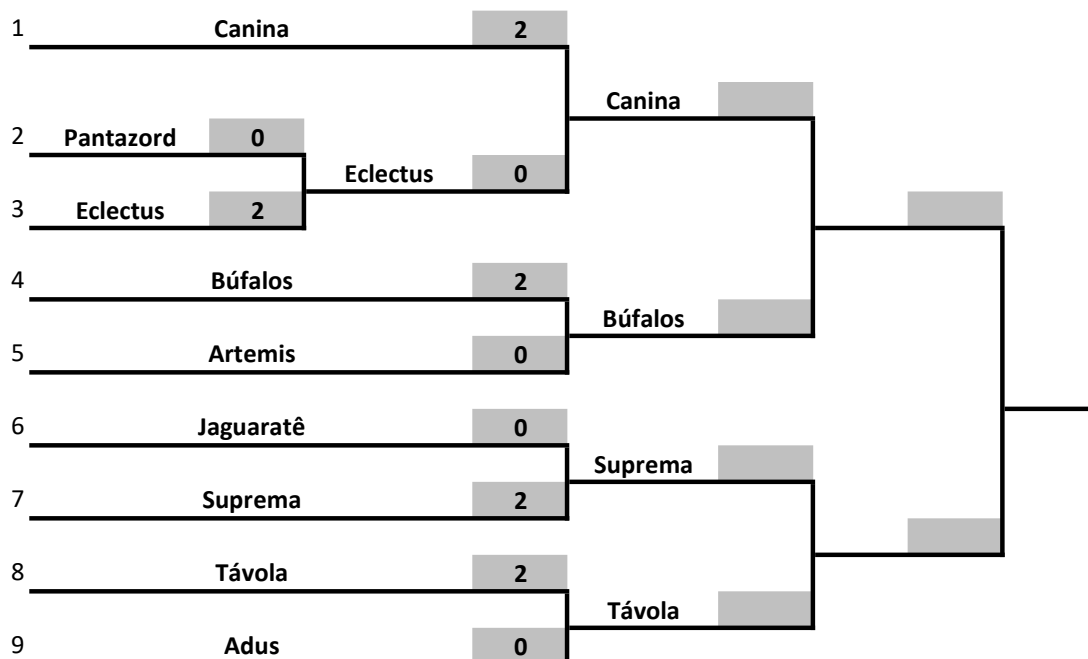 1 Canina 2
Canina
2 Pantazord 0
Eclectus 0
3 Eclectus 2
4 Búfalos 2
Búfalos
5 Artemis 0
6 Jaguaratê 0
Suprema
7 Suprema 2
8 Távola 2
Távola
9 Adus 0